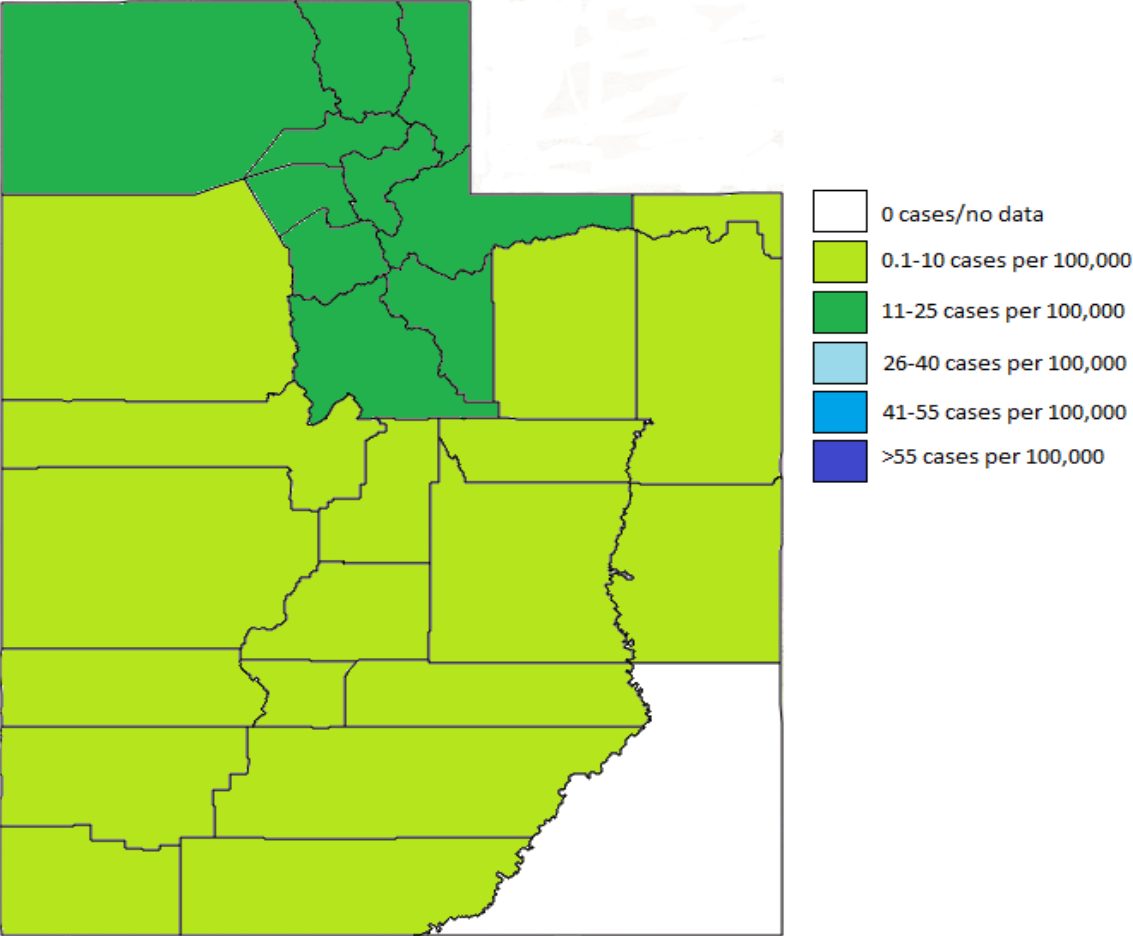 0 cases/no data
0.1-10 cases per 100,000
11-25 cases per 100,000
26-40 cases per 100,000
41-55 cases per 100,000
>55 cases per 100,000